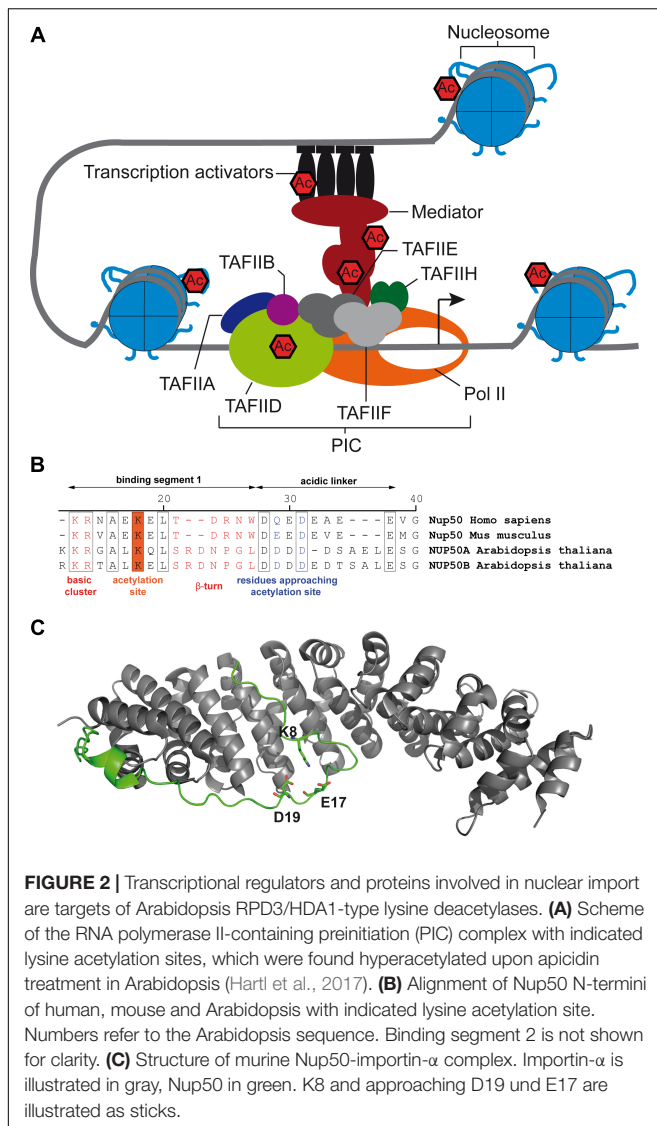 A
Nucleosome
Ac
Transcription activators
Ac
Mediator
Ac
TAFIIE
TAFIIB
Ac
TAFIIH
Ac
Ac
Ac
TAFIIA
TAFIID
TAFIIF
Pol II
PIC
B
binding segment 1 acidic linker
20 30 40
- K R N A E K E L T - - D R N W D Q E D E A E - - E V G Nup50 Homo sapiens
- K R N A E K E L T - - D R N W D E E D E V E - - E M G Nup50 Mus musculus
K K R G A L K Q L S R D N P G L D D D D - D S A E L E S G NUP50A Arabidopsis thaliana
R K R T A L K E L S R D N P G L D D D E D T S A L E S G NUP50B Arabidopsis thaliana
basic cluster
acetylation site
β-turn
residues approaching acetylation site
C
K8
D19
E17
FIGURE 2 | Transcriptional regulators and proteins involved in nuclear import
are targets of Arabidopsis RPD3/HDA1-type lysine deacetylases. (A) Scheme
of the RNA polymerase II-containing preinitiation (PIC) complex with indicated
lysine acetylation sites, which were found hyperacetylated upon apicidin
treatment in Arabidopsis (Hartl et al., 2017). (B) Alignment of Nup50 N-termini
of human, mouse and Arabidopsis with indicated lysine acetylation site.
Numbers refer to the Arabidopsis sequence. Binding segment 2 is not shown
for clarity. (C) Structure of murine Nup50-importin-α complex. Importin-α is
illustrated in gray, Nup50 in green. K8 and approaching D19 und E17 are
illustrated as sticks.